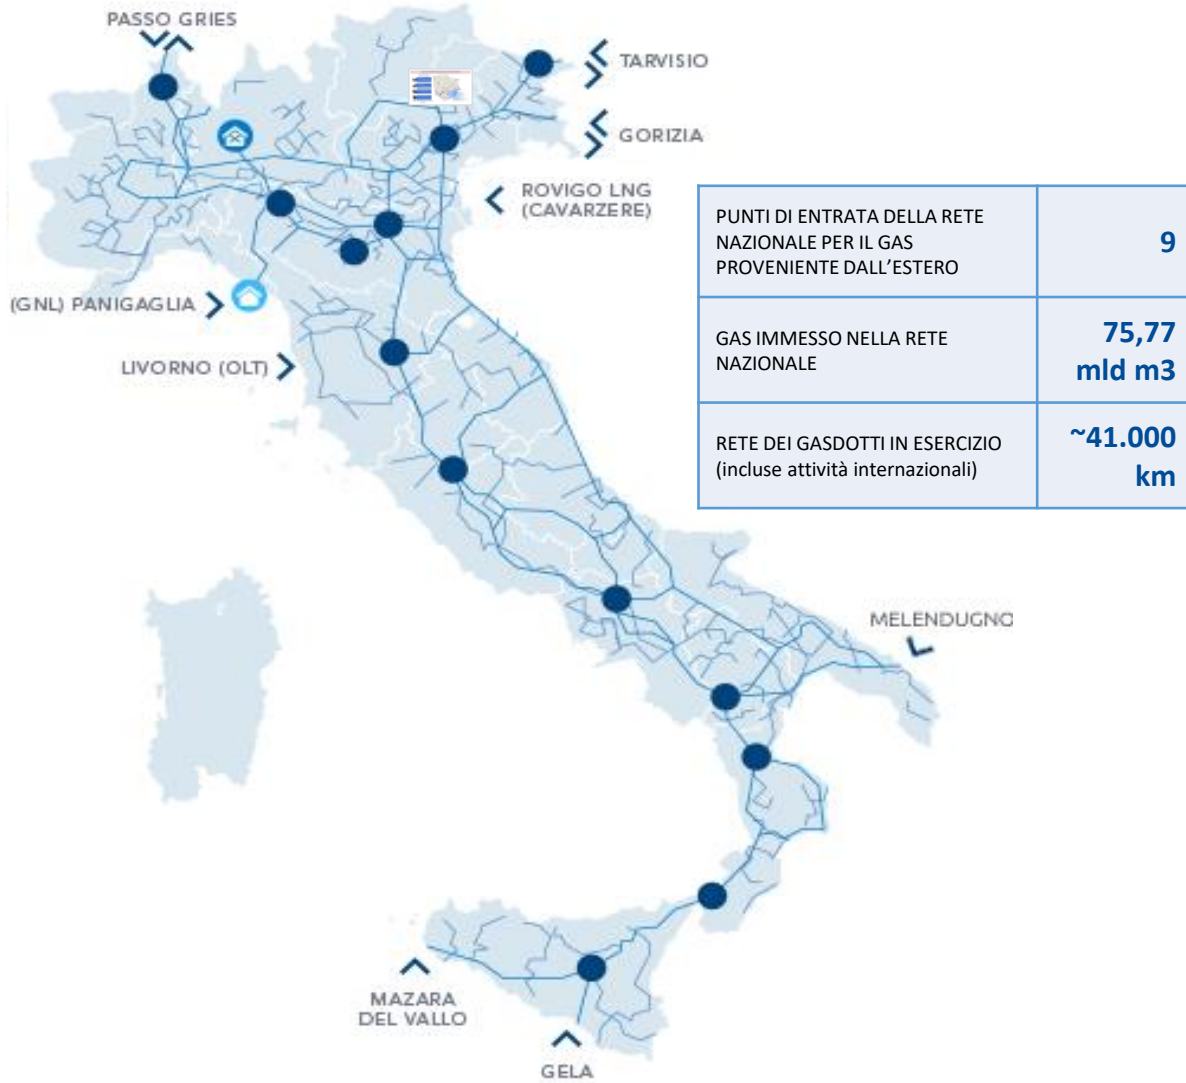 PASSO GRIES
TARVISIO
GORIZIA
ROVIGO LNG
(CAVARZERE)
PUNTI DI ENTRATA DELLA RETE
NAZIONALE PER IL GAS
PROVENIENTE DALL'ESTERO
9
GAS IMMESSO NELLA RETE
NAZIONALE
75,77
mld m3
RETE DEI GASDOTTI IN ESERCIZIO
(incluse attività internazionali)
~41.000
km
(GNL) PANIGAGLIA
LIVORNO (OLT)
MELENDUGNO
MAZARA
DEL VALLO
GELA